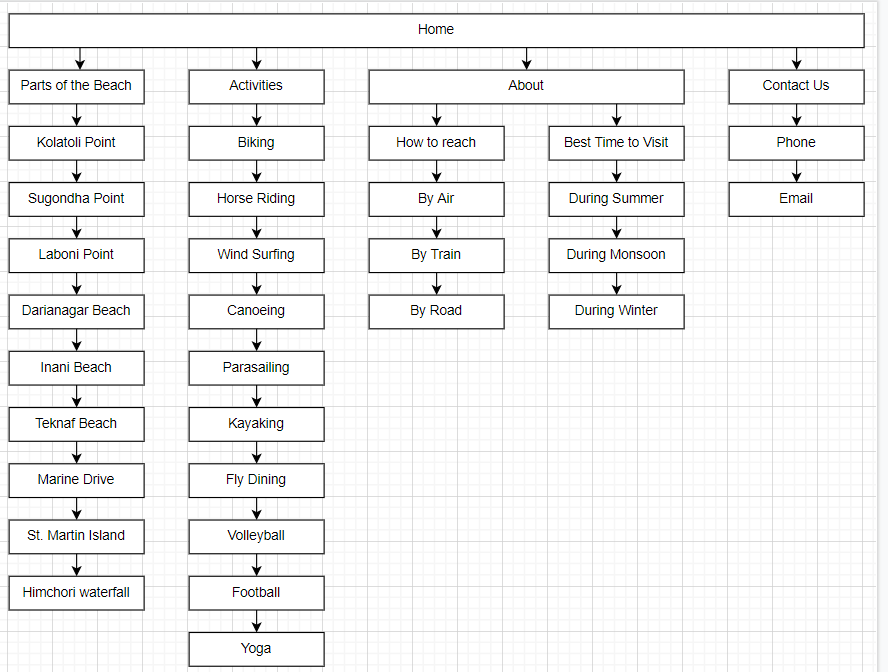 Home
Parts of the Beach
Activities
About
Contact Us
Kolatoli Point
Biking
How to reach
Best Time to Visit
Phone
Sugondha Point
Horse Riding
By Air
During Summer
Email
Laboni Point
Wind Surfing
By Train
During Monsoon
Darianagar Beach
Canoeing
By Road
During Winter
Inani Beach
Parasailing
Teknaf Beach
Kayaking
Marine Drive
Fly Dining
St. Martin Island
Volleyball
Himchori waterfall
Football
Yoga